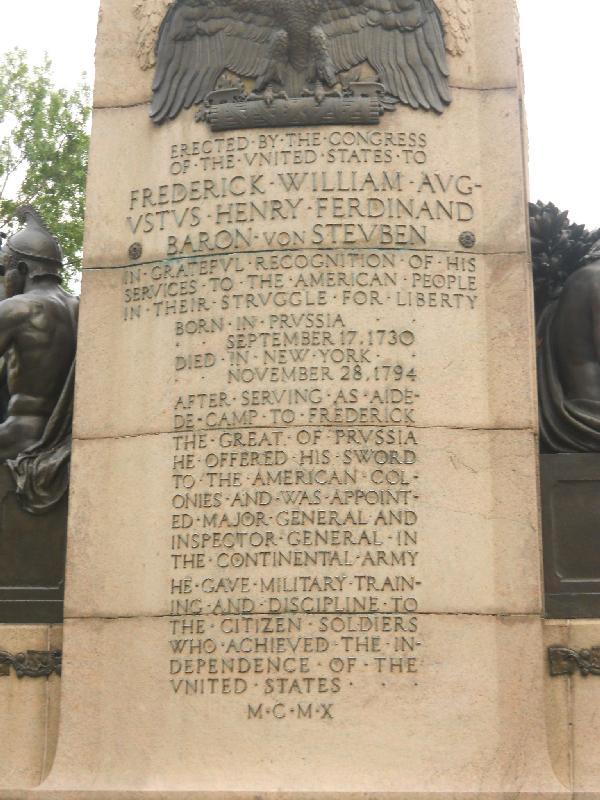 ERECTED·BY·THE·CONGRESS
OF·THE·VNITED·STATES·TO
FREDERICK·WILLIAM·AVG-
VSTVS·HENRY·FERDINAND
BARON·VON STEVBEN
IN·GRATEFVL·RECOGNITION·OF·HIS
SERVICES·TO·THE·AMERICAN·PEOPLE
IN·THEIR·STRVGGLE·FOR·LIBERTY
BORN·IN·PRVSSIA
SEPTEMBER·17,1730
DIED·IN·NEW·YORK
NOVEMBER·28,1794
AFTER·SERVING·AS·AIDE-
DE-CAMP·TO·FREDERICK
THE·GREAT·OF·PRVSSIA
HE·OFFERED·HIS·SWORD
TO·THE·AMERICAN·COL-
ONIES·AND·WAS·APPOINT-
ED·MAJOR·GENERAL·AND
INSPECTOR·GENERAL·IN
THE·CONTINENTAL·ARMY
HE·GAVE·MILITARY·TRAIN-
ING·AND·DISCIPLINE·TO
THE·CITIZEN·SOLDIERS
WHO·ACHIEVED·THE·IN-
DEPENDENCE·OF·THE
VNITED·STATES·
M·C·M·X